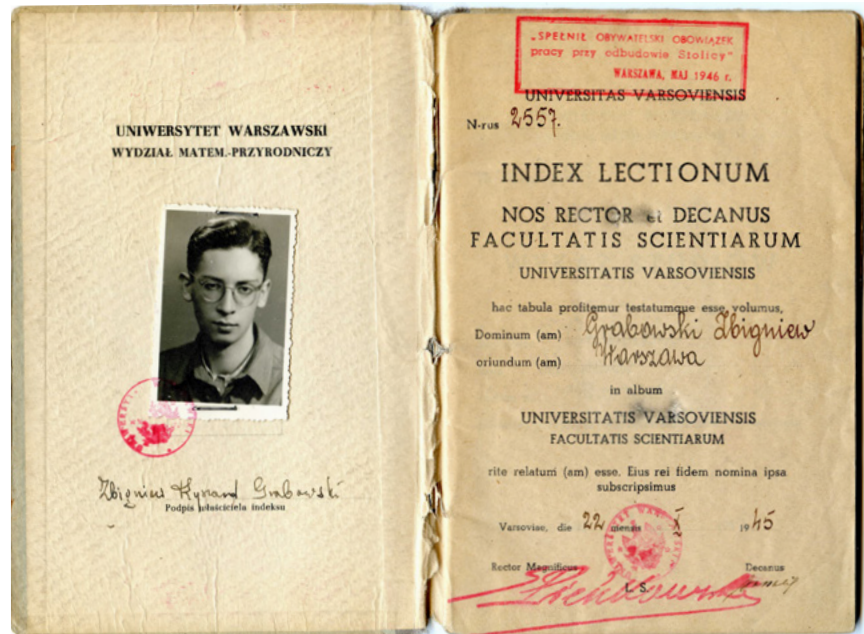 UNIWERSYTET WARSZAWSKI
WYDZIAŁ MATEM.-PRZYRODNICZY
Zbigniew Grabowski
Podpis właściciela indeksu
„SPEŁNIŁ OBYWATELSKI OBOWIĄZEK
pracy przy odbudowie Stolicy"
WARSZAWA, MAJ 1946 r.
UNIVERSITAS VARSOVIENSIS
N-rus 2557.
INDEX LECTIONUM
NOS RECTOR et DECANUS
FACULTATIS SCIENTIARUM
UNIVERSITATIS VARSOVIENSIS
hac tabula profitemur testatumque esse volumus,
Dominum (am) Grabowski Zbigniew
oriundum (am) Warszawa
in album
UNIVERSITATIS VARSOVIENSIS
FACULTATIS SCIENTIARUM
rite relatum (am) esse. Eius rei fidem nomina ipsa
subscripsimus
Varsoviae, die 22 mensis X 1945
Rector Magnificus Decanus
L. S.